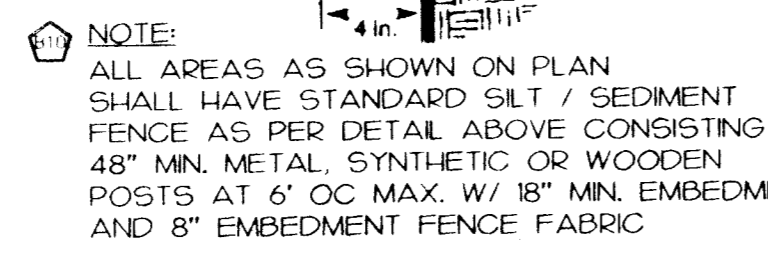 4 in.
B10 NOTE:
ALL AREAS AS SHOWN ON PLAN
SHALL HAVE STANDARD SILT / SEDIMENT
FENCE AS PER DETAIL ABOVE CONSISTING
48" MIN. METAL, SYNTHETIC OR WOODEN
POSTS AT 6' OC MAX. W/ 18" MIN. EMBEDM
AND 8" EMBEDMENT FENCE FABRIC